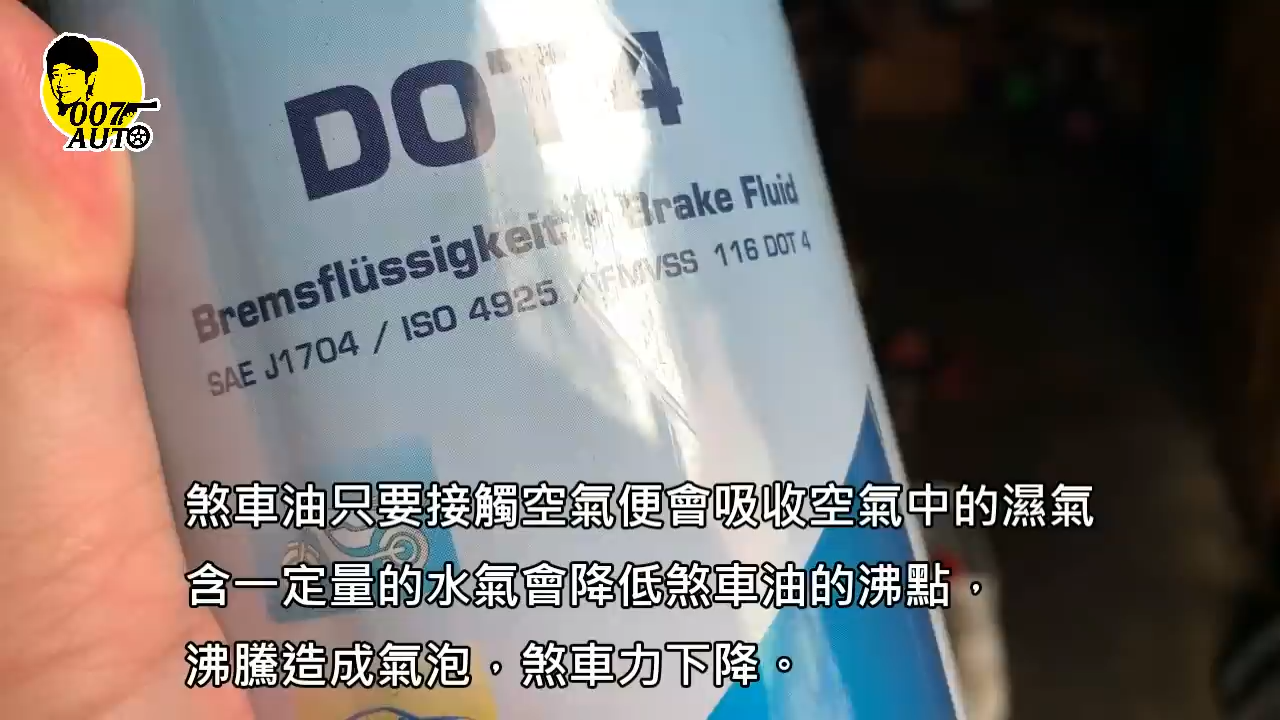 007
AUTO
DOT 4
Bremsflüssigkeit / Brake Fluid
SAE J1704 / ISO 4925 / FMVSS 116 DOT 4
煞車油只要接觸空氣便會吸收空氣中的濕氣
含一定量的水氣會降低煞車油的沸點，
沸騰造成氣泡，煞車力下降。